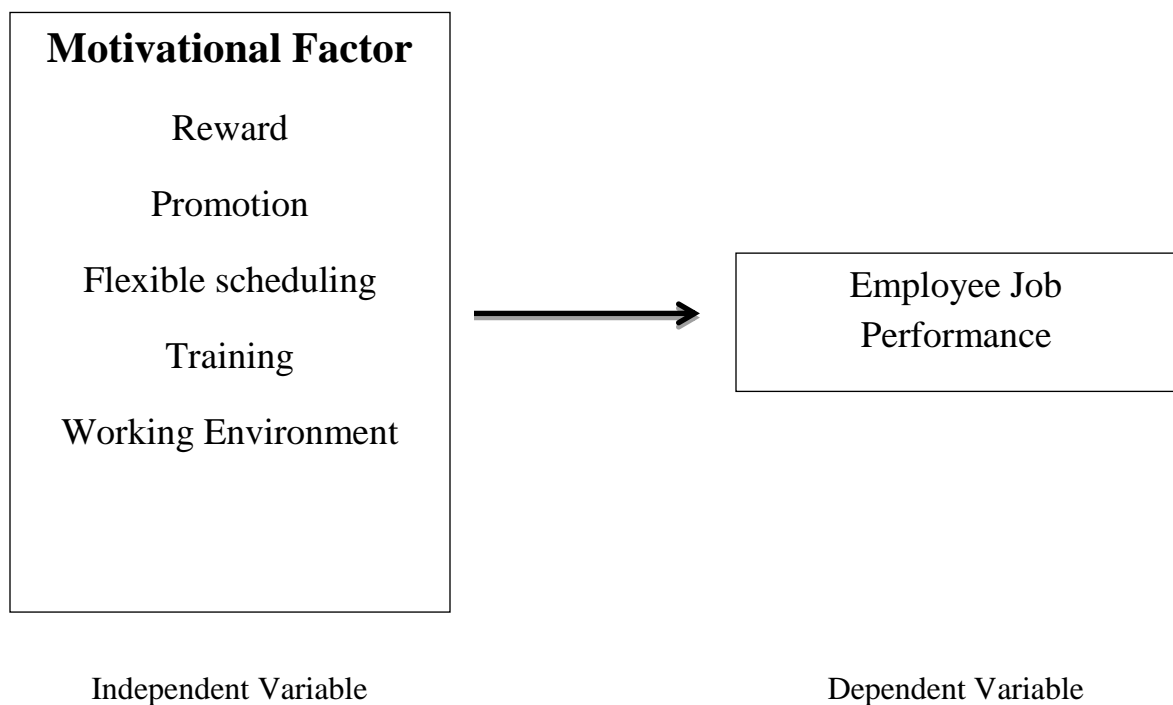 Motivational Factor
Reward
Promotion
Flexible scheduling
Training
Working Environment
Employee Job
Performance
Independent Variable
Dependent Variable